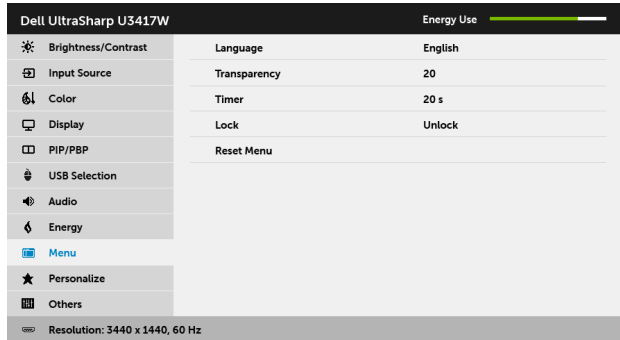 Dell UltraSharp U3417W Energy Use
Brightness/Contrast Language English
Input Source Transparency 20
Color Timer 20 s
Display Lock Unlock
PIP/PBP Reset Menu
USB Selection
Audio
Energy
Menu
Personalize
Others
Resolution: 3440 x 1440, 60 Hz